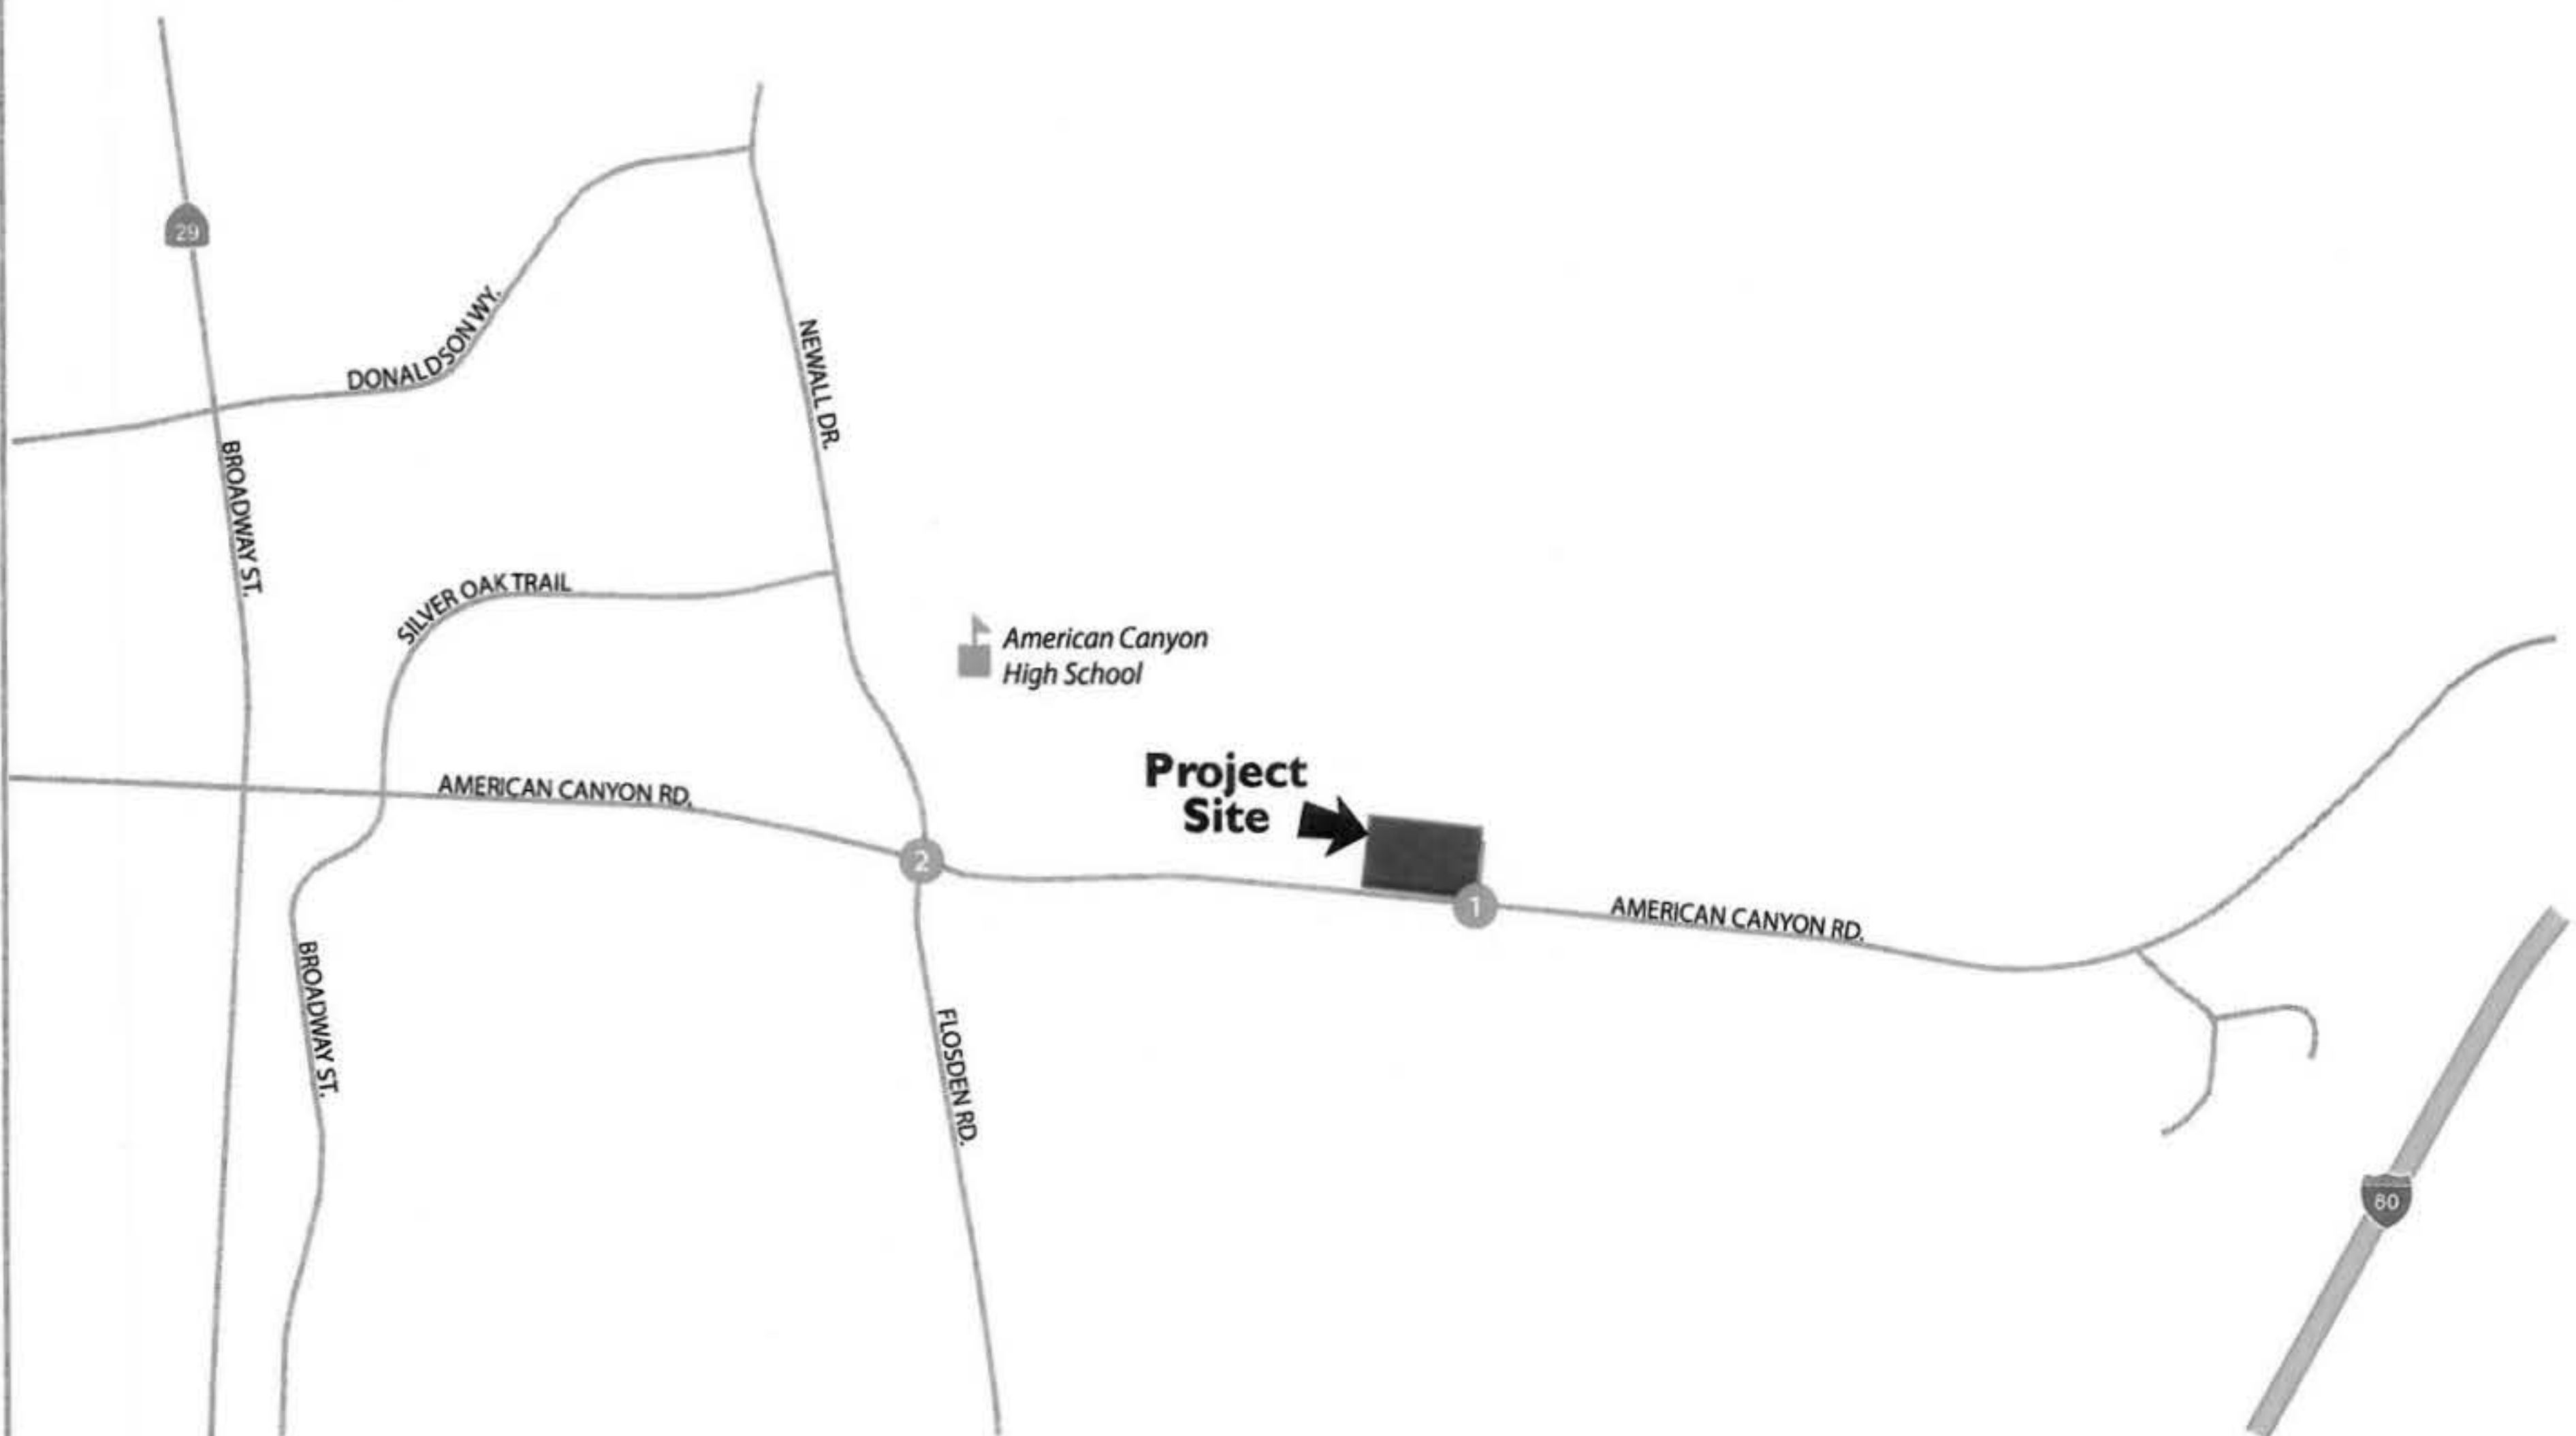 29
DONALDSON WY.
NEWALL DR.
BROADWAY ST.
SILVER OAK TRAIL
American Canyon
High School
Project
Site
AMERICAN CANYON RD.
2
1
AMERICAN CANYON RD.
BROADWAY ST.
FLOSDEN RD.
80